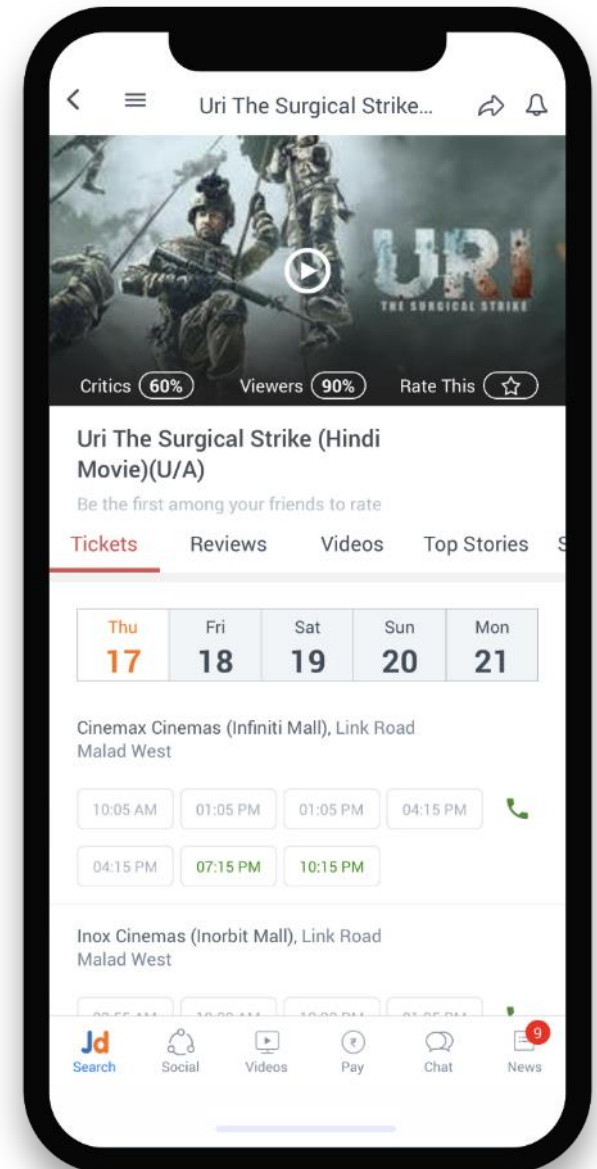 Uri The Surgical Strike...
URI
THE SURGICAL STRIKE
Critics 60% Viewers 90% Rate This
Uri The Surgical Strike (Hindi
Movie)(U/A)
Be the first among your friends to rate
Tickets Reviews Videos Top Stories S
Thu Fri Sat Sun Mon
17 18 19 20 21
Cinemax Cinemas (Infiniti Mall), Link Road
Malad West
10:05 AM 01:05 PM 01:05 PM 04:15 PM
04:15 PM 07:15 PM 10:15 PM
Inox Cinemas (Inorbit Mall), Link Road
Malad West
Jd 9
Search Social Videos Pay Chat News